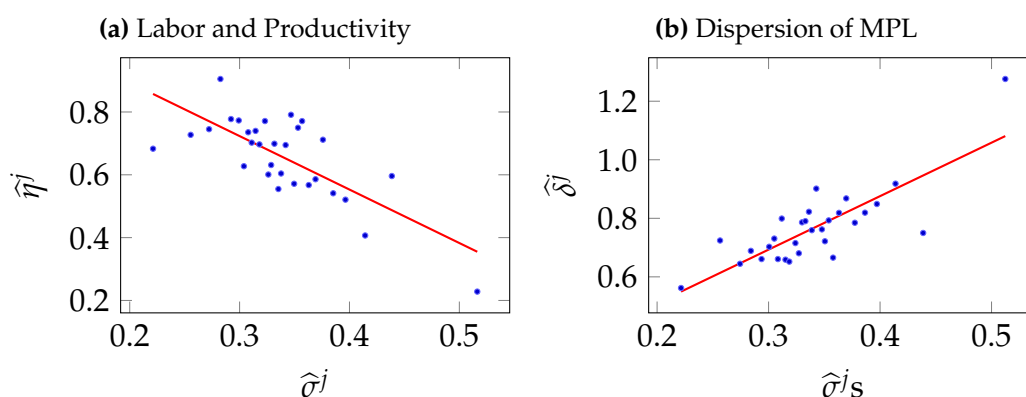 (a) Labor and Productivity
0.8
0.6
0.4
0.2
0.2 0.3 0.4 0.5
η̂ʲ
σ̂ʲ
(b) Dispersion of MPL
1.2
1.0
0.8
0.6
0.2 0.3 0.4 0.5
δ̂ʲ
σ̂ʲs